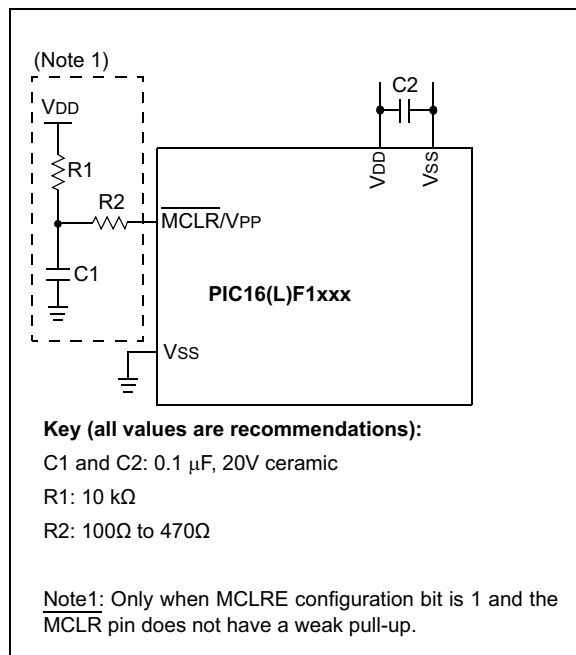 (Note 1)
C2
VDD
R1
VDD
VSS
R2
MCLR/VPP
C1
PIC16(L)F1xxx
VSS
Key (all values are recommendations):
C1 and C2: 0.1 μF, 20V ceramic
R1: 10 kΩ
R2: 100Ω to 470Ω
Note1: Only when MCLRE configuration bit is 1 and the
MCLR pin does not have a weak pull-up.